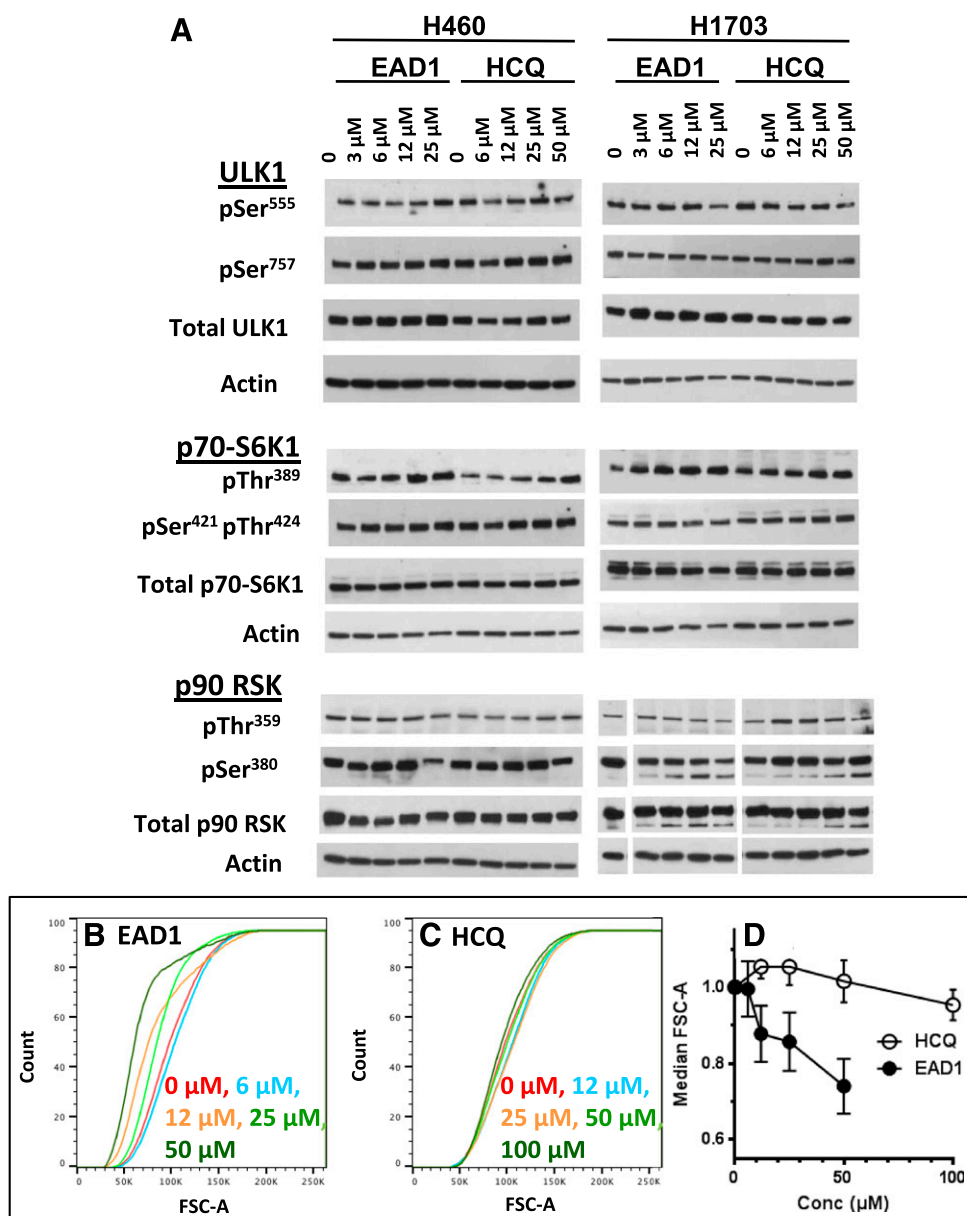 A
H460 H1703
EAD1 HCQ EAD1 HCQ
0 3 µM 6 µM 12 µM 25 µM 0 6 µM 12 µM 25 µM 50 µM 0 3 µM 6 µM 12 µM 25 µM 0 6 µM 12 µM 25 µM 50 µM
ULK1
pSer555
pSer757
Total ULK1
Actin
p70-S6K1
pThr389
pSer421 pThr424
Total p70-S6K1
Actin
p90 RSK
pThr359
pSer380
Total p90 RSK
Actin
B EAD1
Count
100
80
60
40
20
0
0 µM, 6 µM,
12 µM, 25 µM,
50 µM
0 50K 100K 150K 200K 250K
FSC-A
C HCQ
Count
100
80
60
40
20
0
0 µM, 12 µM,
25 µM, 50 µM,
100 µM
0 50K 100K 150K 200K 250K
FSC-A
D
Median FSC-A
1.0
0.8
0.6
HCQ
EAD1
0 50 100
Conc (µM)